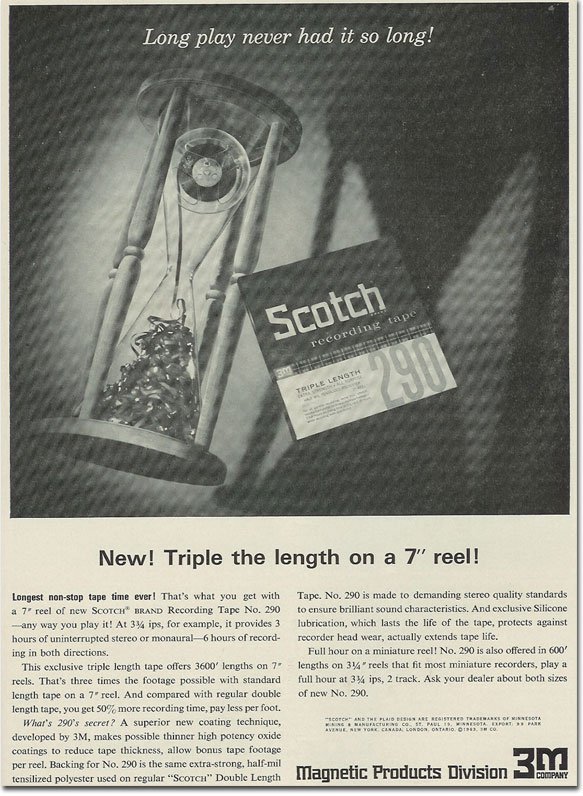 Long play never had it so long!
Scotch
recording tape
3M
TRIPLE LENGTH
290
New! Triple the length on a 7″ reel!
Longest non-stop tape time ever! That's what you get with
a 7″ reel of new SCOTCH® BRAND Recording Tape No. 290
—any way you play it! At 3¾ ips, for example, it provides 3
hours of uninterrupted stereo or monaural—6 hours of record-
ing in both directions.
This exclusive triple length tape offers 3600′ lengths on 7″
reels. That's three times the footage possible with standard
length tape on a 7″ reel. And compared with regular double
length tape, you get 50% more recording time, pay less per foot.
What's 290's secret? A superior new coating technique,
developed by 3M, makes possible thinner high potency oxide
coatings to reduce tape thickness, allow bonus tape footage
per reel. Backing for No. 290 is the same extra-strong, half-mil
tensilized polyester used on regular "SCOTCH" Double Length
Tape. No. 290 is made to demanding stereo quality standards
to ensure brilliant sound characteristics. And exclusive Silicone
lubrication, which lasts the life of the tape, protects against
recorder head wear, actually extends tape life.
Full hour on a miniature reel! No. 290 is also offered in 600′
lengths on 3¼″ reels that fit most miniature recorders, play a
full hour at 3¾ ips, 2 track. Ask your dealer about both sizes
of new No. 290.
"SCOTCH" AND THE PLAID DESIGN ARE REGISTERED TRADEMARKS OF MINNESOTA
MINING & MANUFACTURING CO., ST. PAUL 19, MINNESOTA. EXPORT: 99 PARK
AVENUE, NEW YORK. CANADA: LONDON, ONTARIO. ©1963, 3M CO.
Magnetic Products Division
3M
COMPANY